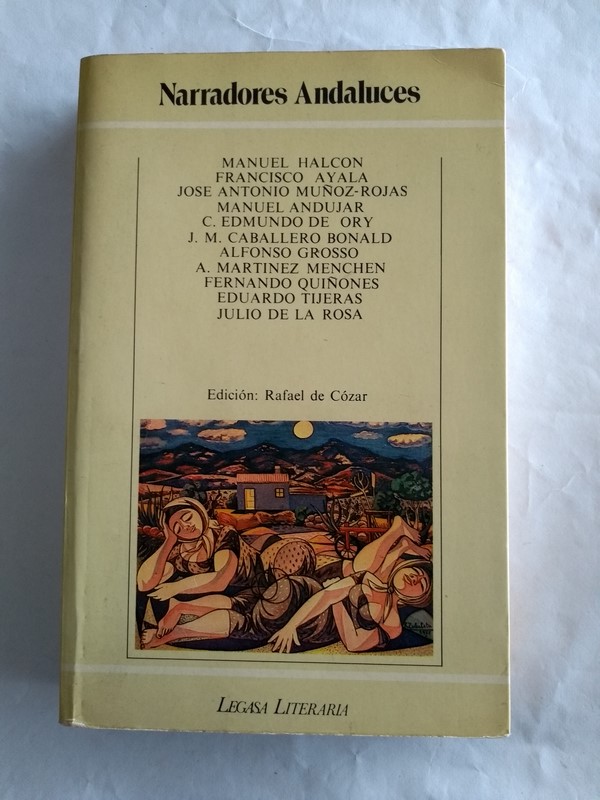 Narradores Andaluces
MANUEL HALCON
FRANCISCO AYALA
JOSE ANTONIO MUÑOZ-ROJAS
MANUEL ANDUJAR
C. EDMUNDO DE ORY
J. M. CABALLERO BONALD
ALFONSO GROSSO
A. MARTINEZ MENCHEN
FERNANDO QUIÑONES
EDUARDO TIJERAS
JULIO DE LA ROSA
Edición: Rafael de Cózar
LEGASA LITERARIA